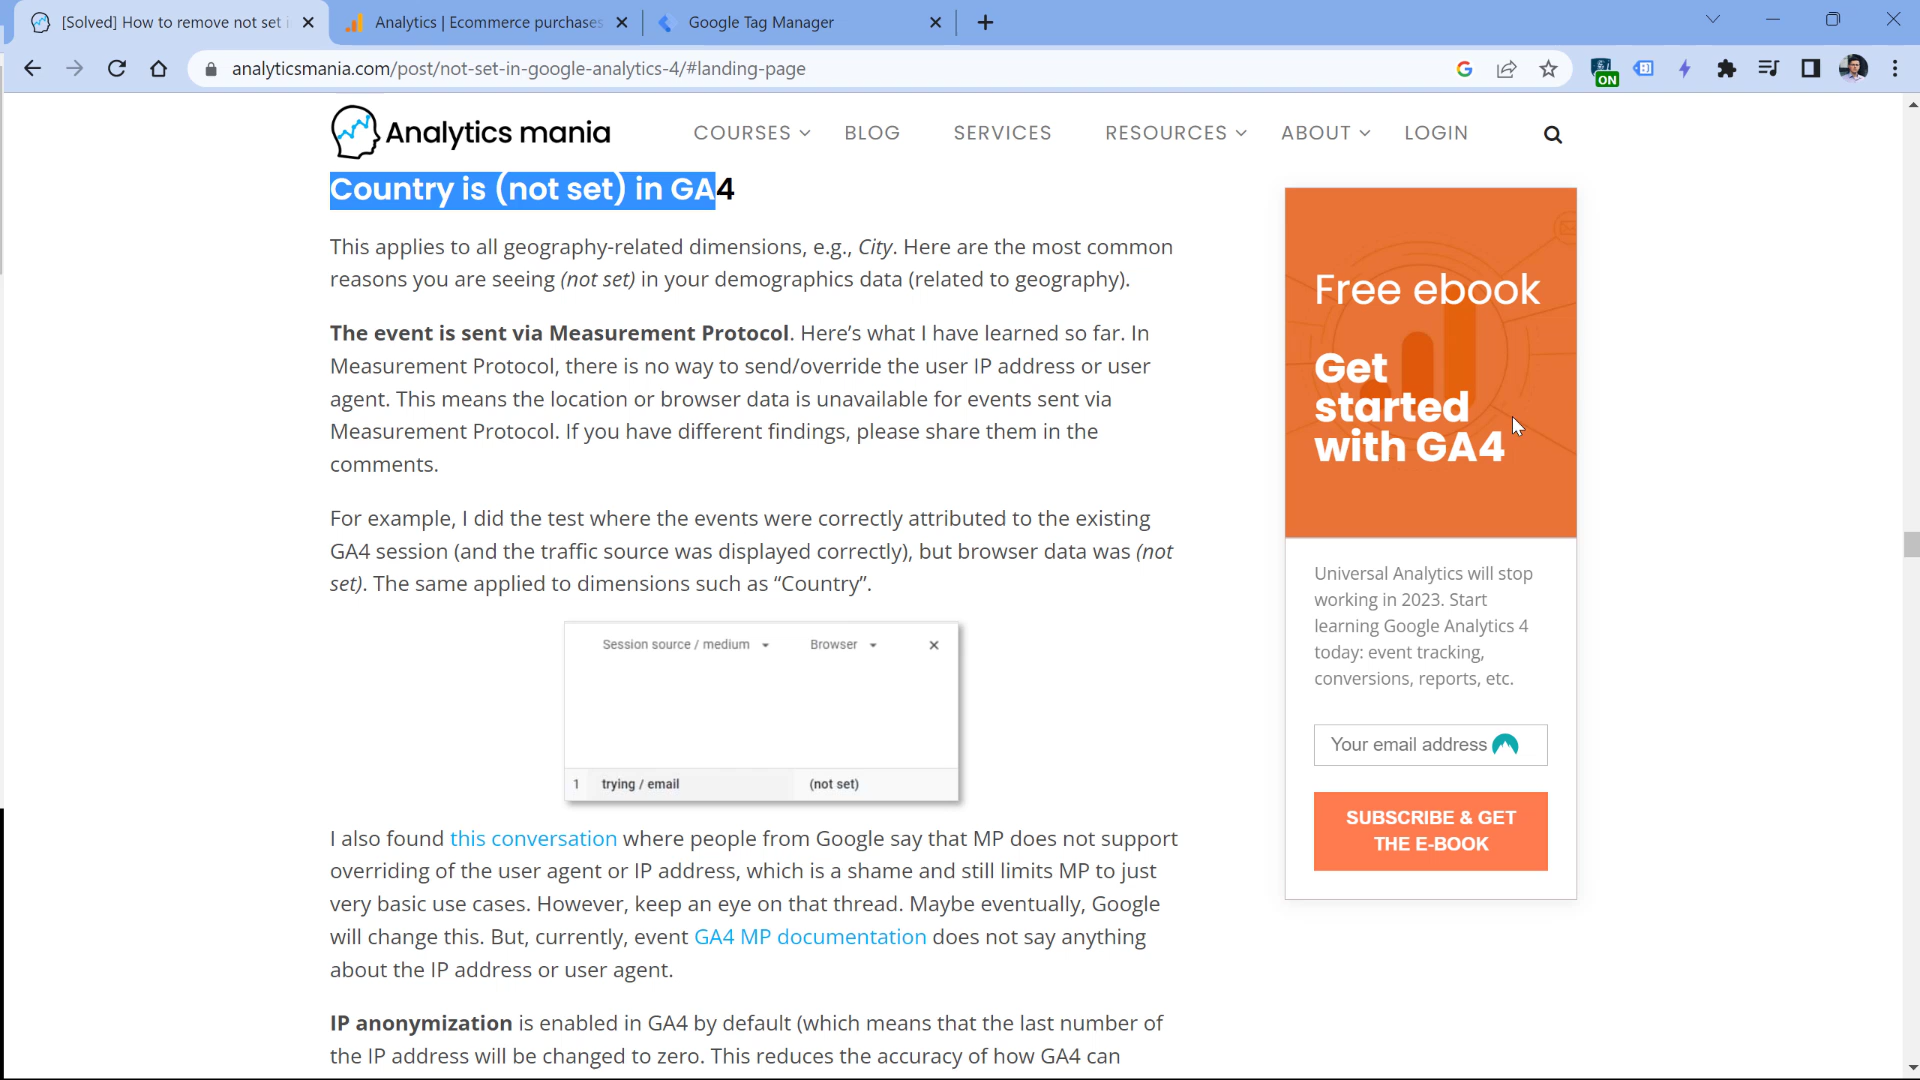 [Solved] How to remove not set i
Analytics | Ecommerce purchases
Google Tag Manager
analyticsmania.com/post/not-set-in-google-analytics-4/#landing-page
ON
Analytics mania
COURSES
BLOG
SERVICES
RESOURCES
ABOUT
LOGIN
Country is (not set) in GA4
This applies to all geography-related dimensions, e.g., City. Here are the most common
reasons you are seeing (not set) in your demographics data (related to geography).
The event is sent via Measurement Protocol. Here’s what I have learned so far. In
Measurement Protocol, there is no way to send/override the user IP address or user
agent. This means the location or browser data is unavailable for events sent via
Measurement Protocol. If you have different findings, please share them in the
comments.
For example, I did the test where the events were correctly attributed to the existing
GA4 session (and the traffic source was displayed correctly), but browser data was (not
set). The same applied to dimensions such as “Country”.
Session source / medium Browser
1 trying / email (not set)
I also found this conversation where people from Google say that MP does not support
overriding of the user agent or IP address, which is a shame and still limits MP to just
very basic use cases. However, keep an eye on that thread. Maybe eventually, Google
will change this. But, currently, event GA4 MP documentation does not say anything
about the IP address or user agent.
IP anonymization is enabled in GA4 by default (which means that the last number of
the IP address will be changed to zero. This reduces the accuracy of how GA4 can
Free ebook
Get
started
with GA4
Universal Analytics will stop
working in 2023. Start
learning Google Analytics 4
today: event tracking,
conversions, reports, etc.
Your email address
SUBSCRIBE & GET
THE E-BOOK